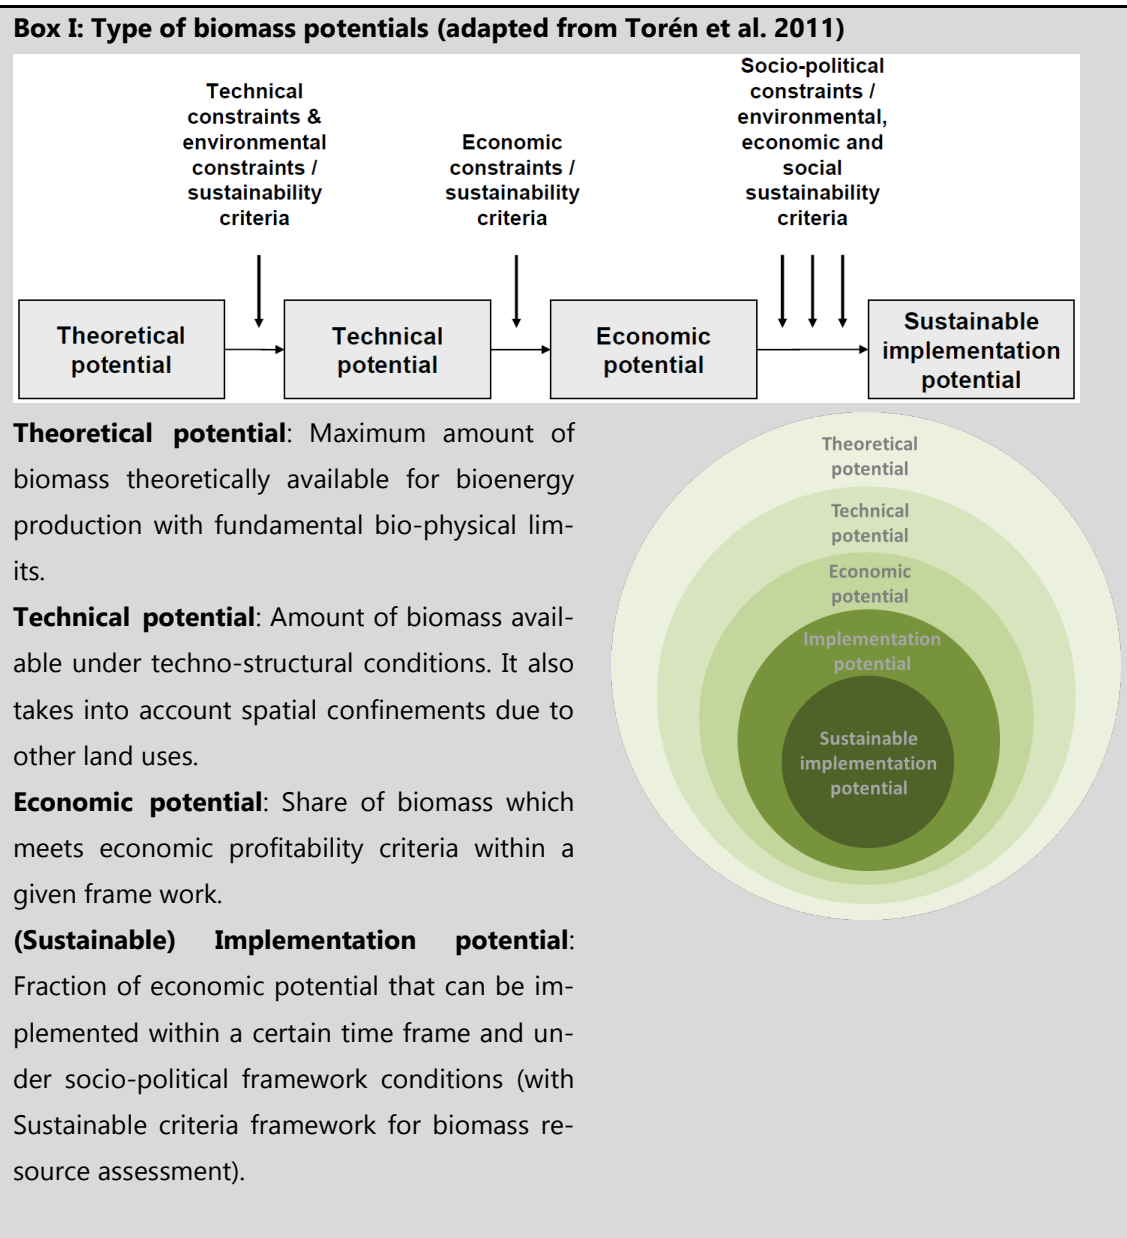 Box I: Type of biomass potentials (adapted from Torén et al. 2011)
Technical
constraints &
environmental
constraints /
sustainability
criteria
Economic
constraints /
sustainability
criteria
Socio-political
constraints /
environmental,
economic and
social
sustainability
criteria
Theoretical
potential
Technical
potential
Economic
potential
Sustainable
implementation
potential
Theoretical potential: Maximum amount of
biomass theoretically available for bioenergy
production with fundamental bio-physical lim-
its.
Technical potential: Amount of biomass avail-
able under techno-structural conditions. It also
takes into account spatial confinements due to
other land uses.
Economic potential: Share of biomass which
meets economic profitability criteria within a
given frame work.
(Sustainable) Implementation potential:
Fraction of economic potential that can be im-
plemented within a certain time frame and un-
der socio-political framework conditions (with
Sustainable criteria framework for biomass re-
source assessment).
Theoretical
potential
Technical
potential
Economic
potential
Implementation
potential
Sustainable
implementation
potential